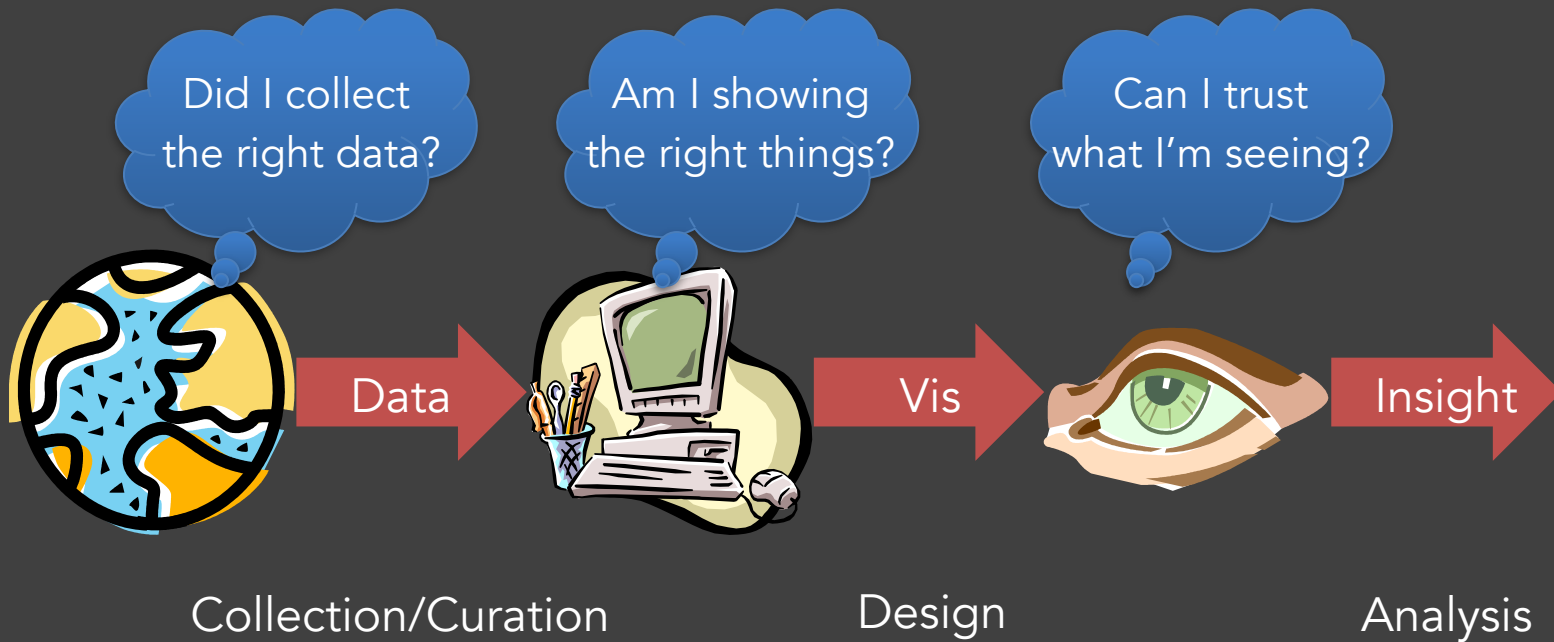 Did I collect
the right data?
Am I showing
the right things?
Can I trust
what I'm seeing?
Data
Vis
Insight
Collection/Curation
Design
Analysis